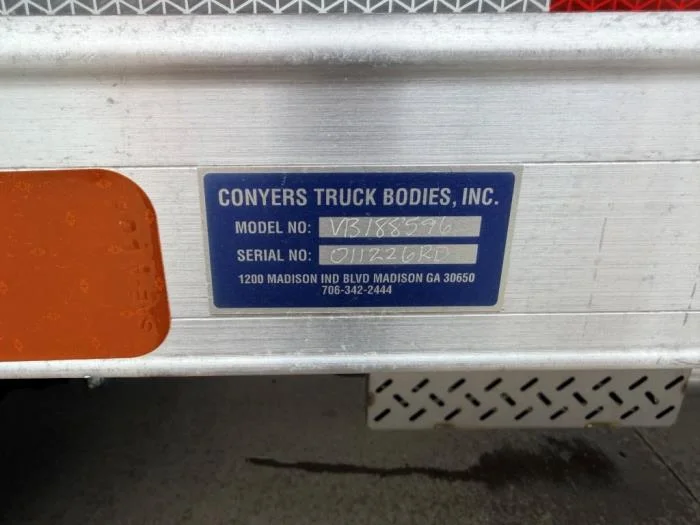 CONYERS TRUCK BODIES, INC.
MODEL NO: VB188596
SERIAL NO: 011226RD
1200 MADISON IND BLVD MADISON GA 30650
706-342-2444